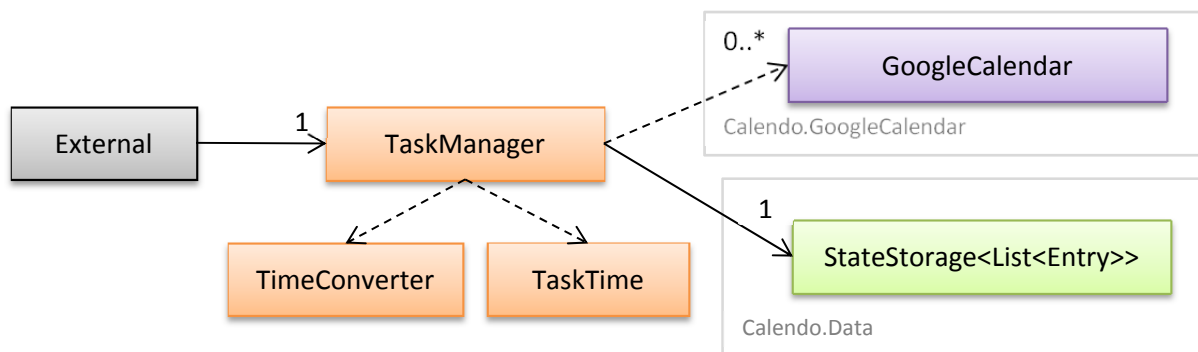 0..*
GoogleCalendar
Calendo.GoogleCalendar
External
1
TaskManager
1
StateStorage<List<Entry>>
Calendo.Data
TimeConverter
TaskTime